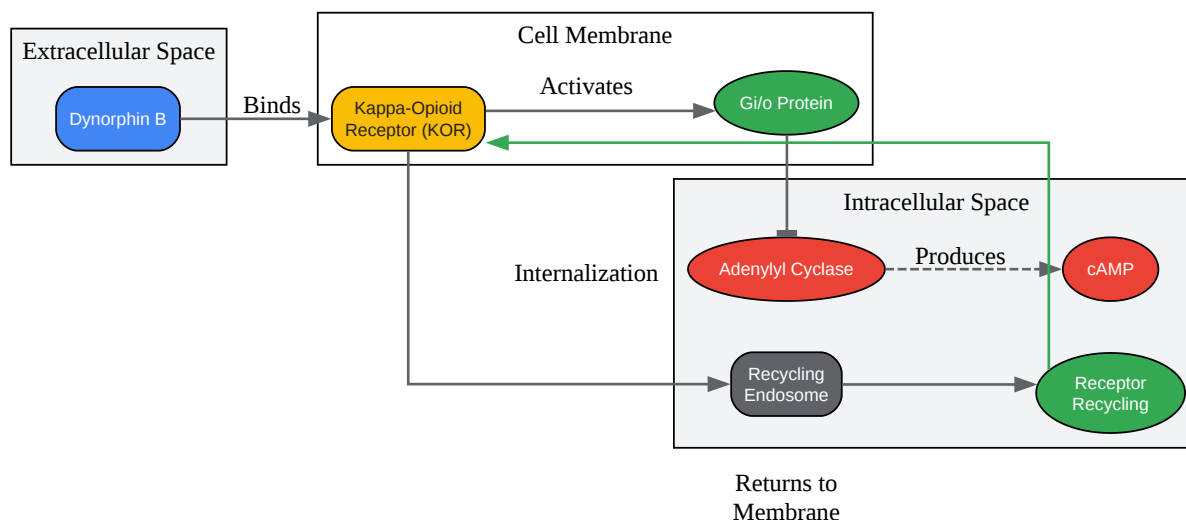 Cell Membrane
Extracellular Space
Activates
Binds
Dynorphin B
Kappa-Opioid
Receptor (KOR)
Gi/o Protein
Intracellular Space
Internalization
Adenylyl Cyclase
Produces
cAMP
Recycling
Endosome
Receptor
Recycling
Returns to
Membrane